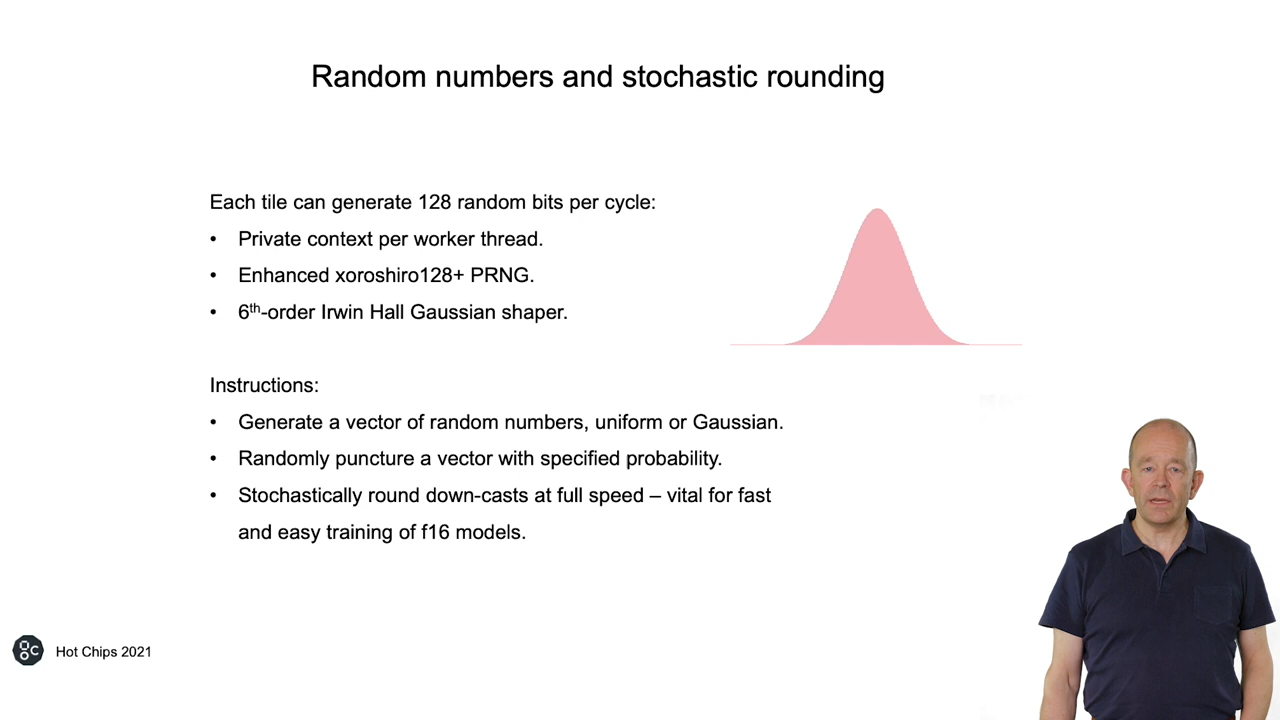 Random numbers and stochastic rounding
Each tile can generate 128 random bits per cycle:
• Private context per worker thread.
• Enhanced xoroshiro128+ PRNG.
• 6th-order Irwin Hall Gaussian shaper.
Instructions:
• Generate a vector of random numbers, uniform or Gaussian.
• Randomly puncture a vector with specified probability.
• Stochastically round down-casts at full speed – vital for fast
and easy training of f16 models.
gc Hot Chips 2021